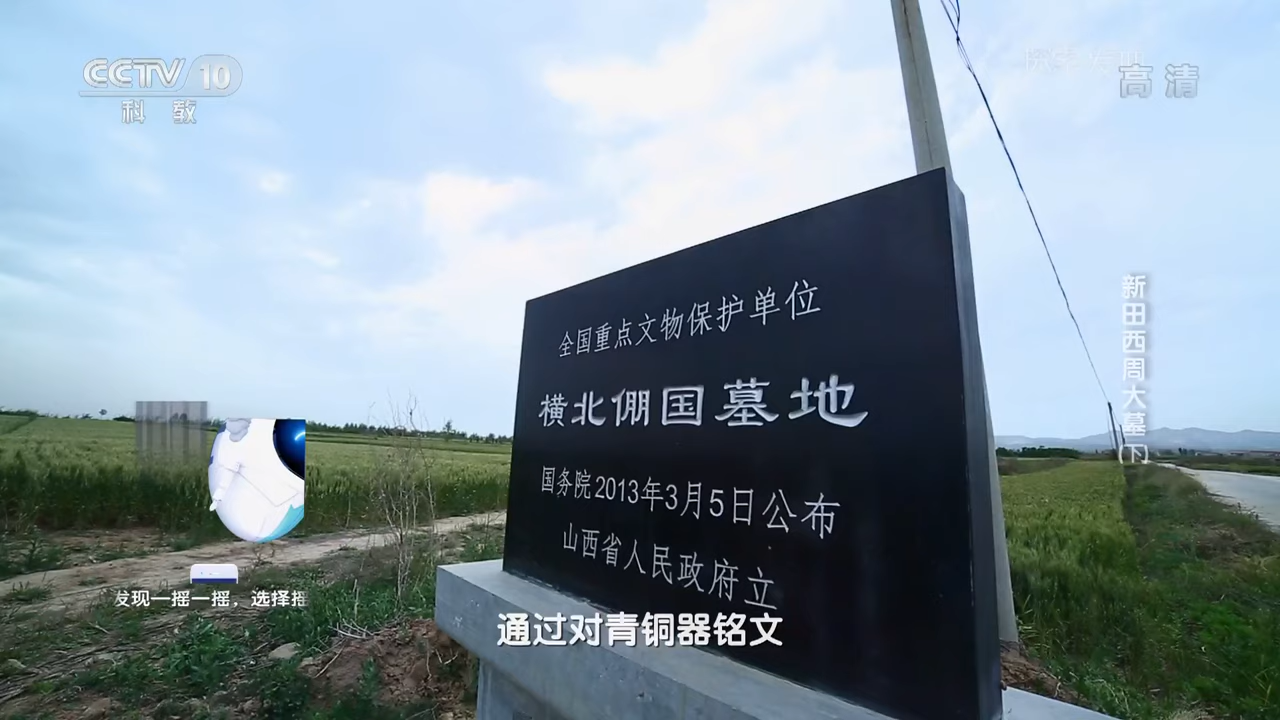 CCTV 10
科教
高清
新田西周大墓(下)
全国重点文物保护单位
横北倗国墓地
国务院2013年3月5日公布
山西省人民政府立
发现一摇一摇，选择摇
通过对青铜器铭文